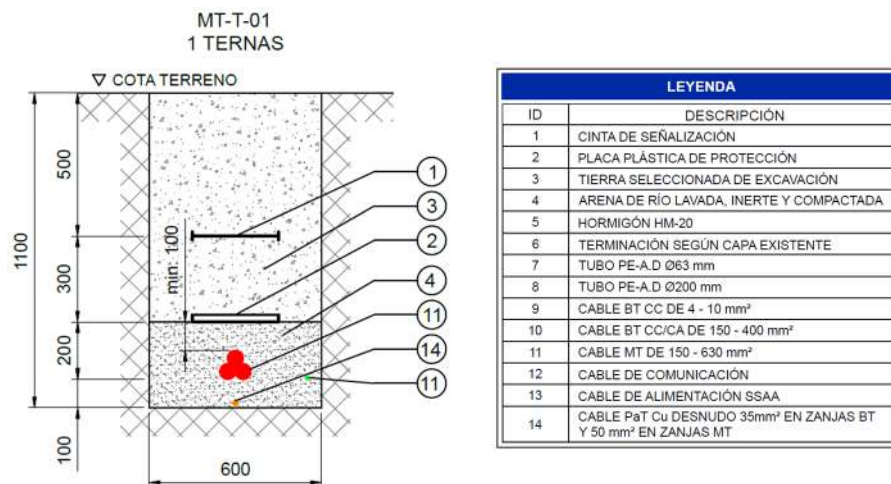 MT-T-01
1 TERNAS
COTA TERRENO
500
1100
300
min: 100
200
100
600
1
3
2
4
11
14
11
LEYENDA
ID DESCRIPCIÓN
1 CINTA DE SEÑALIZACIÓN
2 PLACA PLÁSTICA DE PROTECCIÓN
3 TIERRA SELECCIONADA DE EXCAVACIÓN
4 ARENA DE RÍO LAVADA, INERTE Y COMPACTADA
5 HORMIGÓN HM-20
6 TERMINACIÓN SEGÚN CAPA EXISTENTE
7 TUBO PE-A.D Ø63 mm
8 TUBO PE-A.D Ø200 mm
9 CABLE BT CC DE 4 - 10 mm²
10 CABLE BT CC/CA DE 150 - 400 mm²
11 CABLE MT DE 150 - 630 mm²
12 CABLE DE COMUNICACIÓN
13 CABLE DE ALIMENTACIÓN SSAA
14 CABLE PaT Cu DESNUDO 35mm² EN ZANJAS BT
Y 50 mm² EN ZANJAS MT